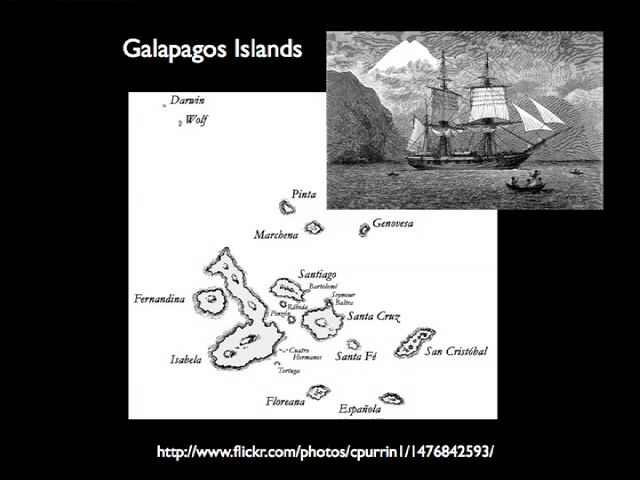 Galapagos Islands
Darwin
Wolf
Pinta
Genovesa
Marchena
Santiago
Bartolomé
Seymour
Baltra
Fernandina
Rábida
Pinzón
Santa Cruz
Cuatro
Hermanos
Santa Fé
San Cristóbal
Isabela
Tortuga
Floreana
Española
http://www.flickr.com/photos/cpurrin1/1476842593/